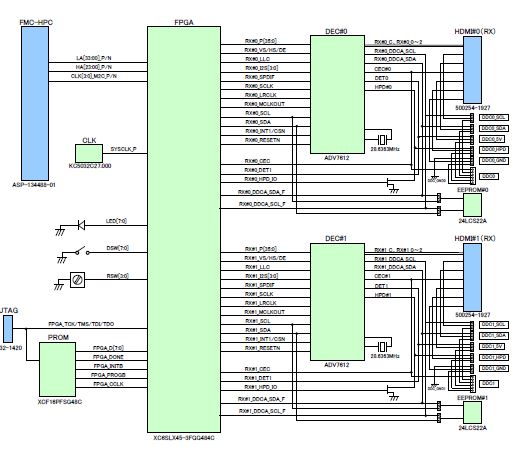 FMC-HPC
FPGA
DEC#0
HDMI#0(RX)
LA[33:00]_P/N
HA[23:00]_P/N
CLK[3:0]_M2C_P/N
ASP-134488-01
CLK
KC5032C27.000
SYSCLK_P
LED[7:0]
DSW[7:0]
RSW[3:0]
JTAG
32-1420
FPGA_TCK/TMS/TDI/TDO
PROM
FPGA_D[7:0]
FPGA_DONE
FPGA_INITB
FPGA_PROGB
FPGA_CCLK
XCF16PFSG48C
XC6SLX45-3FGG484C
RX#0_P[35:0]
RX#0_VS/HS/DE
RX#0_LLC
RX#0_I2S[3:0]
RX#0_SPDIF
RX#0_SCLK
RX#0_LRCLK
RX#0_MCLKOUT
RX#0_SCL
RX#0_SDA
RX#0_INT1/CSN
RX#0_RESETN
RX#0_CEC
RX#0_DET1
RX#0_HPD_IO
RX#0_DDCA_SDA_F
RX#0_DDCA_SCL_F
ADV7612
28.6363MHz
RX#0_C, RX#0_0~2
RX#0_DDCA_SCL
RX#0_DDCA_SDA
CEC#0
DET0
HPD#0
500254-1927
DDC0_SCL
DDC0_SDA
DDC0_5V
DDC0_HPD
DDC0_GND
DDC0
EEPROM#0
24LCS22A
DEC#1
HDMI#1(RX)
RX#1_P[35:0]
RX#1_VS/HS/DE
RX#1_LLC
RX#1_I2S[3:0]
RX#1_SPDIF
RX#1_SCLK
RX#1_LRCLK
RX#1_MCLKOUT
RX#1_SCL
RX#1_SDA
RX#1_INT1/CSN
RX#1_RESETN
RX#1_CEC
RX#1_DET1
RX#1_HPD_IO
RX#1_DDCA_SDA_F
RX#1_DDCA_SCL_F
ADV7612
28.6363MHz
RX#1_C, RX#1_0~2
RX#1_DDCA_SCL
RX#1_DDCA_SDA
CEC#1
DET1
HPD#1
500254-1927
DDC1_SCL
DDC1_SDA
DDC1_5V
DDC1_HPD
DDC1_GND
DDC1
EEPROM#1
24LCS22A